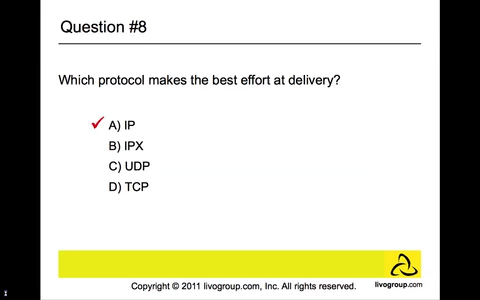 Question #8
Which protocol makes the best effort at delivery?
A) IP
B) IPX
C) UDP
D) TCP
Copyright © 2011 livogroup.com, Inc. All rights reserved.
livogroup.com